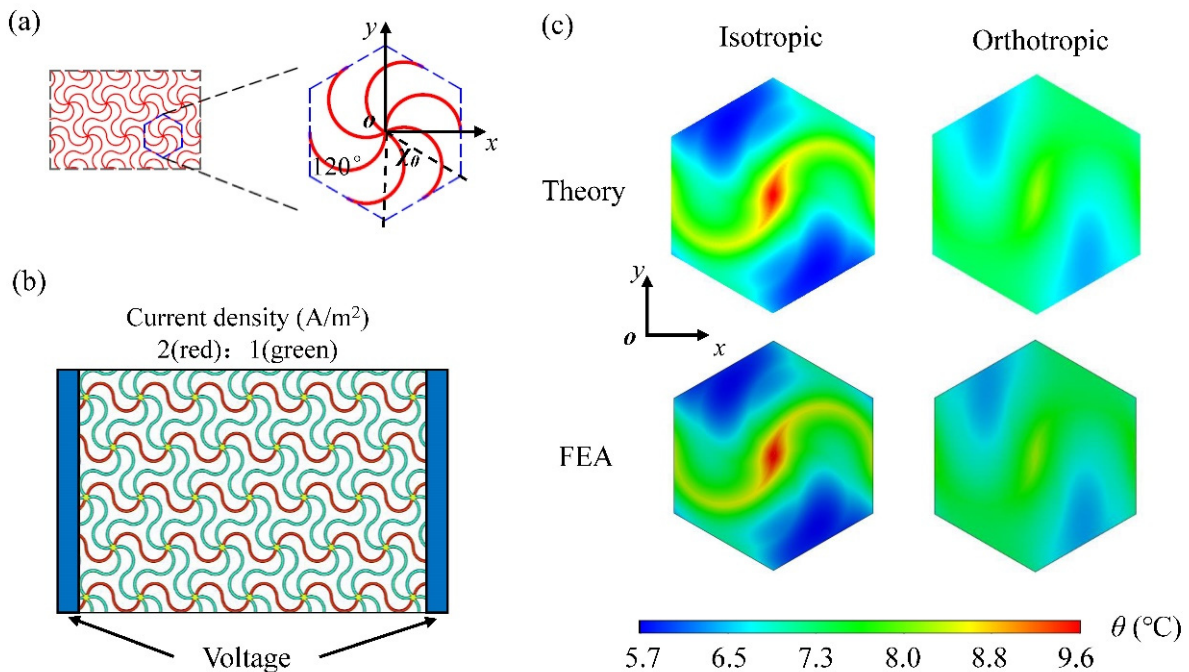 (a)
y
o
x
120°
χθ
(b)
Current density (A/m²)
2(red): 1(green)
Voltage
(c)
Isotropic
Orthotropic
Theory
y
o
x
FEA
θ (°C)
5.7 6.5 7.3 8.0 8.8 9.6